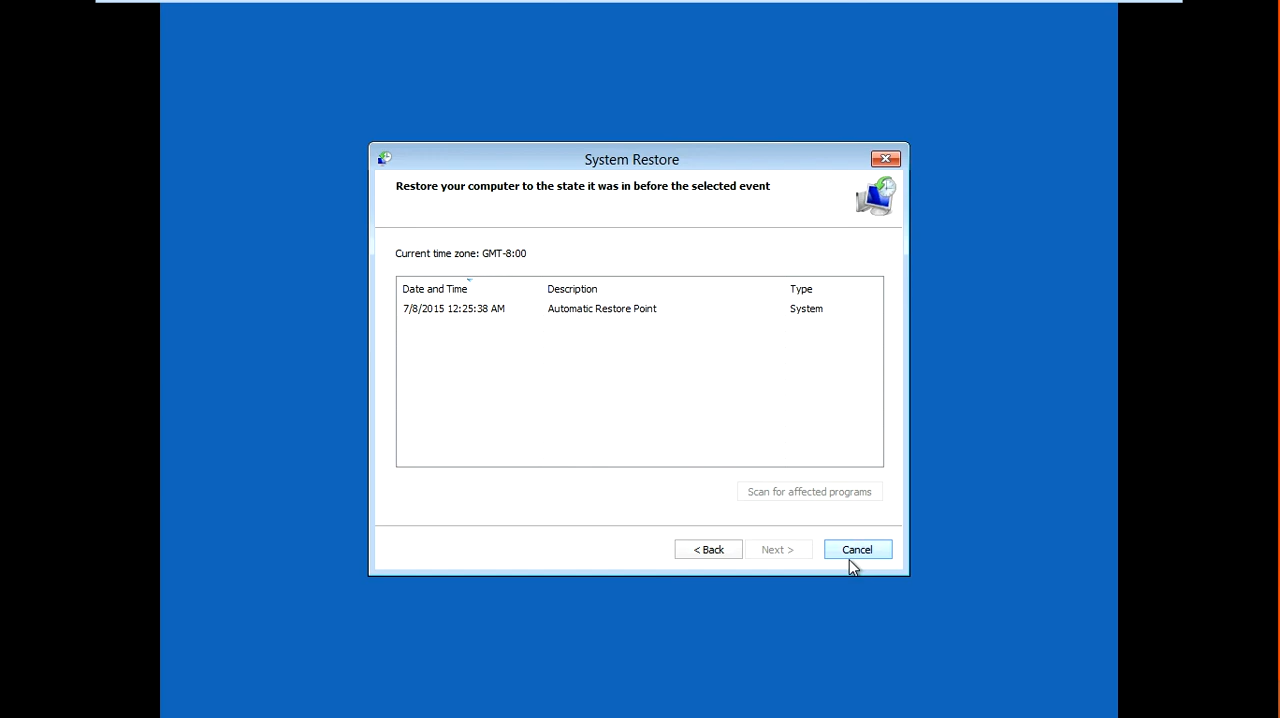 System Restore
Restore your computer to the state it was in before the selected event
Current time zone: GMT-8:00
Date and Time Description Type
7/8/2015 12:25:38 AM Automatic Restore Point System
Scan for affected programs
< Back Next > Cancel